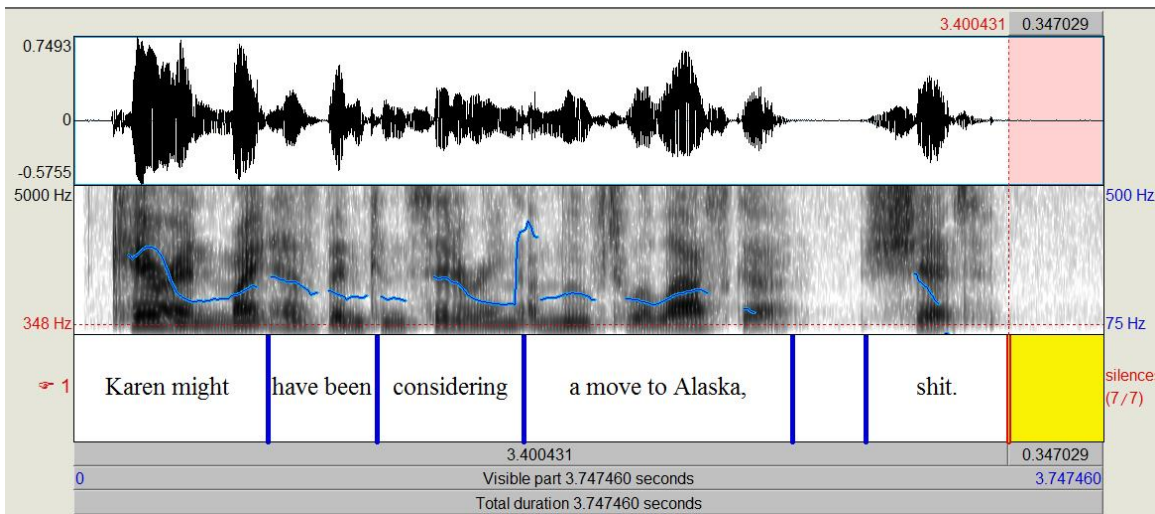 3.400431 0.347029
0.7493
0
-0.5755
5000 Hz 500 Hz
348 Hz 75 Hz
☞ 1 Karen might have been considering a move to Alaska, shit. silences
(7/7)
3.400431 0.347029
0 Visible part 3.747460 seconds 3.747460
Total duration 3.747460 seconds